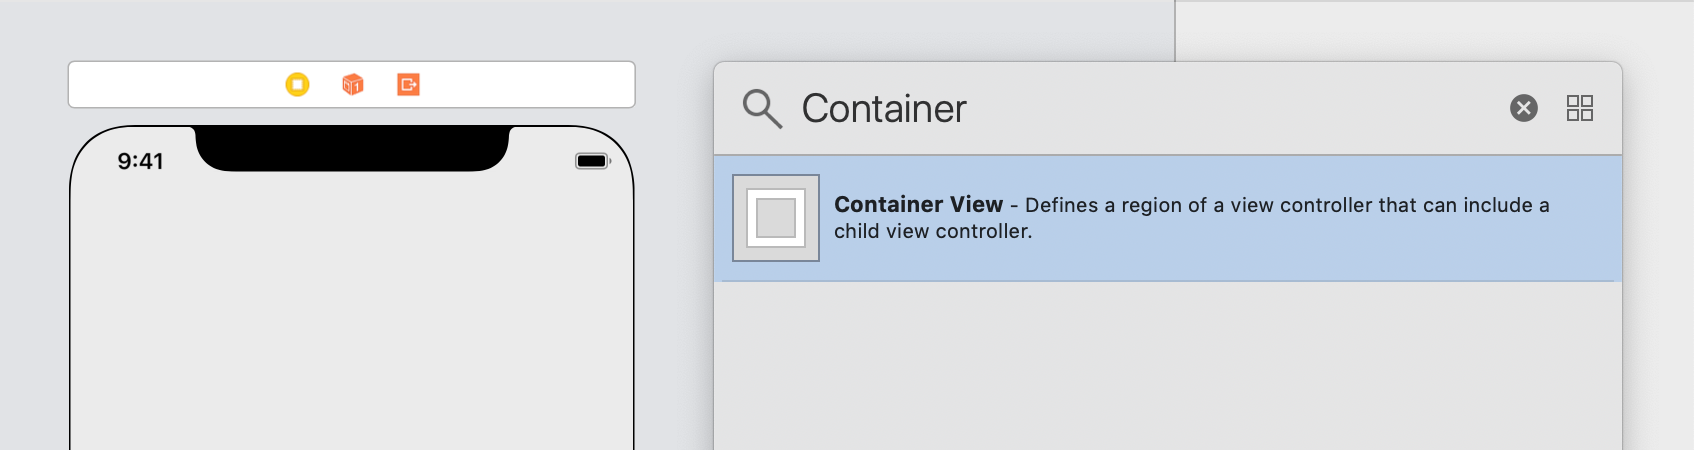 Container
9:41
Container View - Defines a region of a view controller that can include a
child view controller.